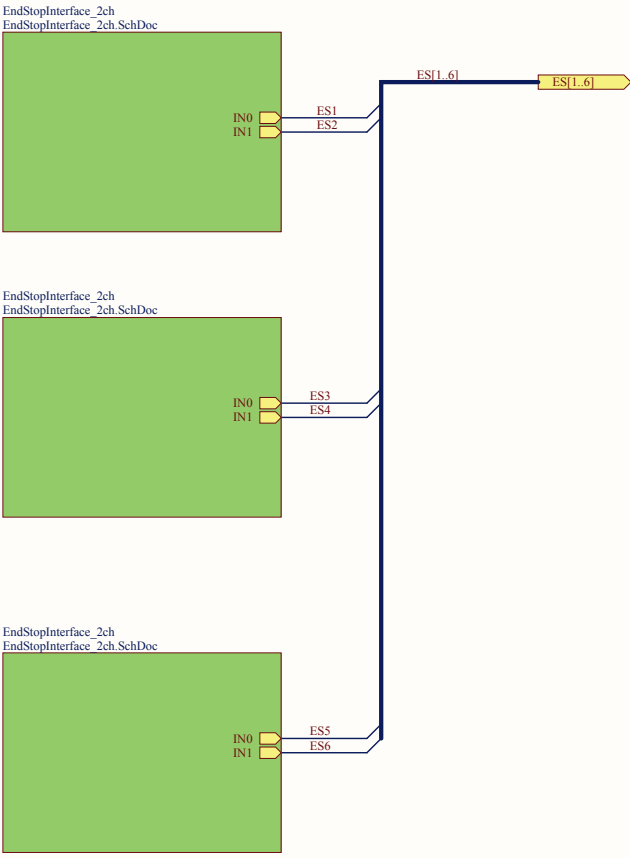 EndStopInterface_2ch
EndStopInterface_2ch.SchDoc
ES[1..6]
ES[1..6]
IN0
ES1
IN1
ES2
EndStopInterface_2ch
EndStopInterface_2ch.SchDoc
IN0
ES3
IN1
ES4
EndStopInterface_2ch
EndStopInterface_2ch.SchDoc
IN0
ES5
IN1
ES6